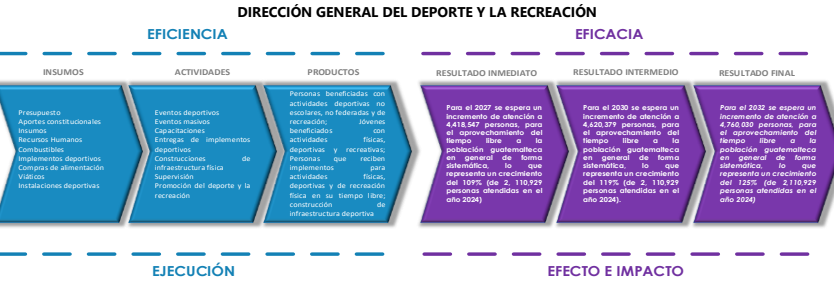 DIRECCIÓN GENERAL DEL DEPORTE Y LA RECREACIÓN
EFICIENCIA
EFICACIA
INSUMOS
ACTIVIDADES
PRODUCTOS
RESULTADO INMEDIATO
RESULTADO INTERMEDIO
RESULTADO FINAL
Presupuesto
Aportes constitucionales
Insumos
Recursos Humanos
Combustibles
Implementos deportivos
Compras de alimentación
Viáticos
Instalaciones deportivas
Eventos deportivos
Eventos masivos
Capacitaciones
Entregas de implementos
deportivos
Construcciones de
infraestructura física
Supervisión
Promoción del deporte y la
recreación
Personas beneficiadas con
actividades deportivas no
escolares, no federadas y de
recreación; Jóvenes
beneficiados con
actividades físicas,
deportivas y recreativas;
Personas que reciben
implementos para
actividades físicas,
deportivas y de recreación
física en su tiempo libre;
construcción de
infraestructura deportiva
Para el 2027 se espera un
incremento de atención a
4,418,547 personas, para
el aprovechamiento del
tiempo libre a la
población guatemalteca
en general de forma
sistemática, lo que
representa un crecimiento
del 109% (de 2, 110,929
personas atendidas en el
año 2024)
Para el 2030 se espera un
incremento de atención a
4,620,379 personas, para
el aprovechamiento del
tiempo libre a la
población guatemalteca
en general de forma
sistemática, lo que
representa un crecimiento
del 119% (de 2, 110,929
personas atendidas en el
año 2024).
Para el 2032 se espera un
incremento de atención a
4,760,030 personas, para
el aprovechamiento del
tiempo libre a la
población guatemalteca
en general de forma
sistemática, lo que
representa un crecimiento
del 125% (de 2,110,929
personas atendidas en el
año 2024)
EJECUCIÓN
EFECTO E IMPACTO